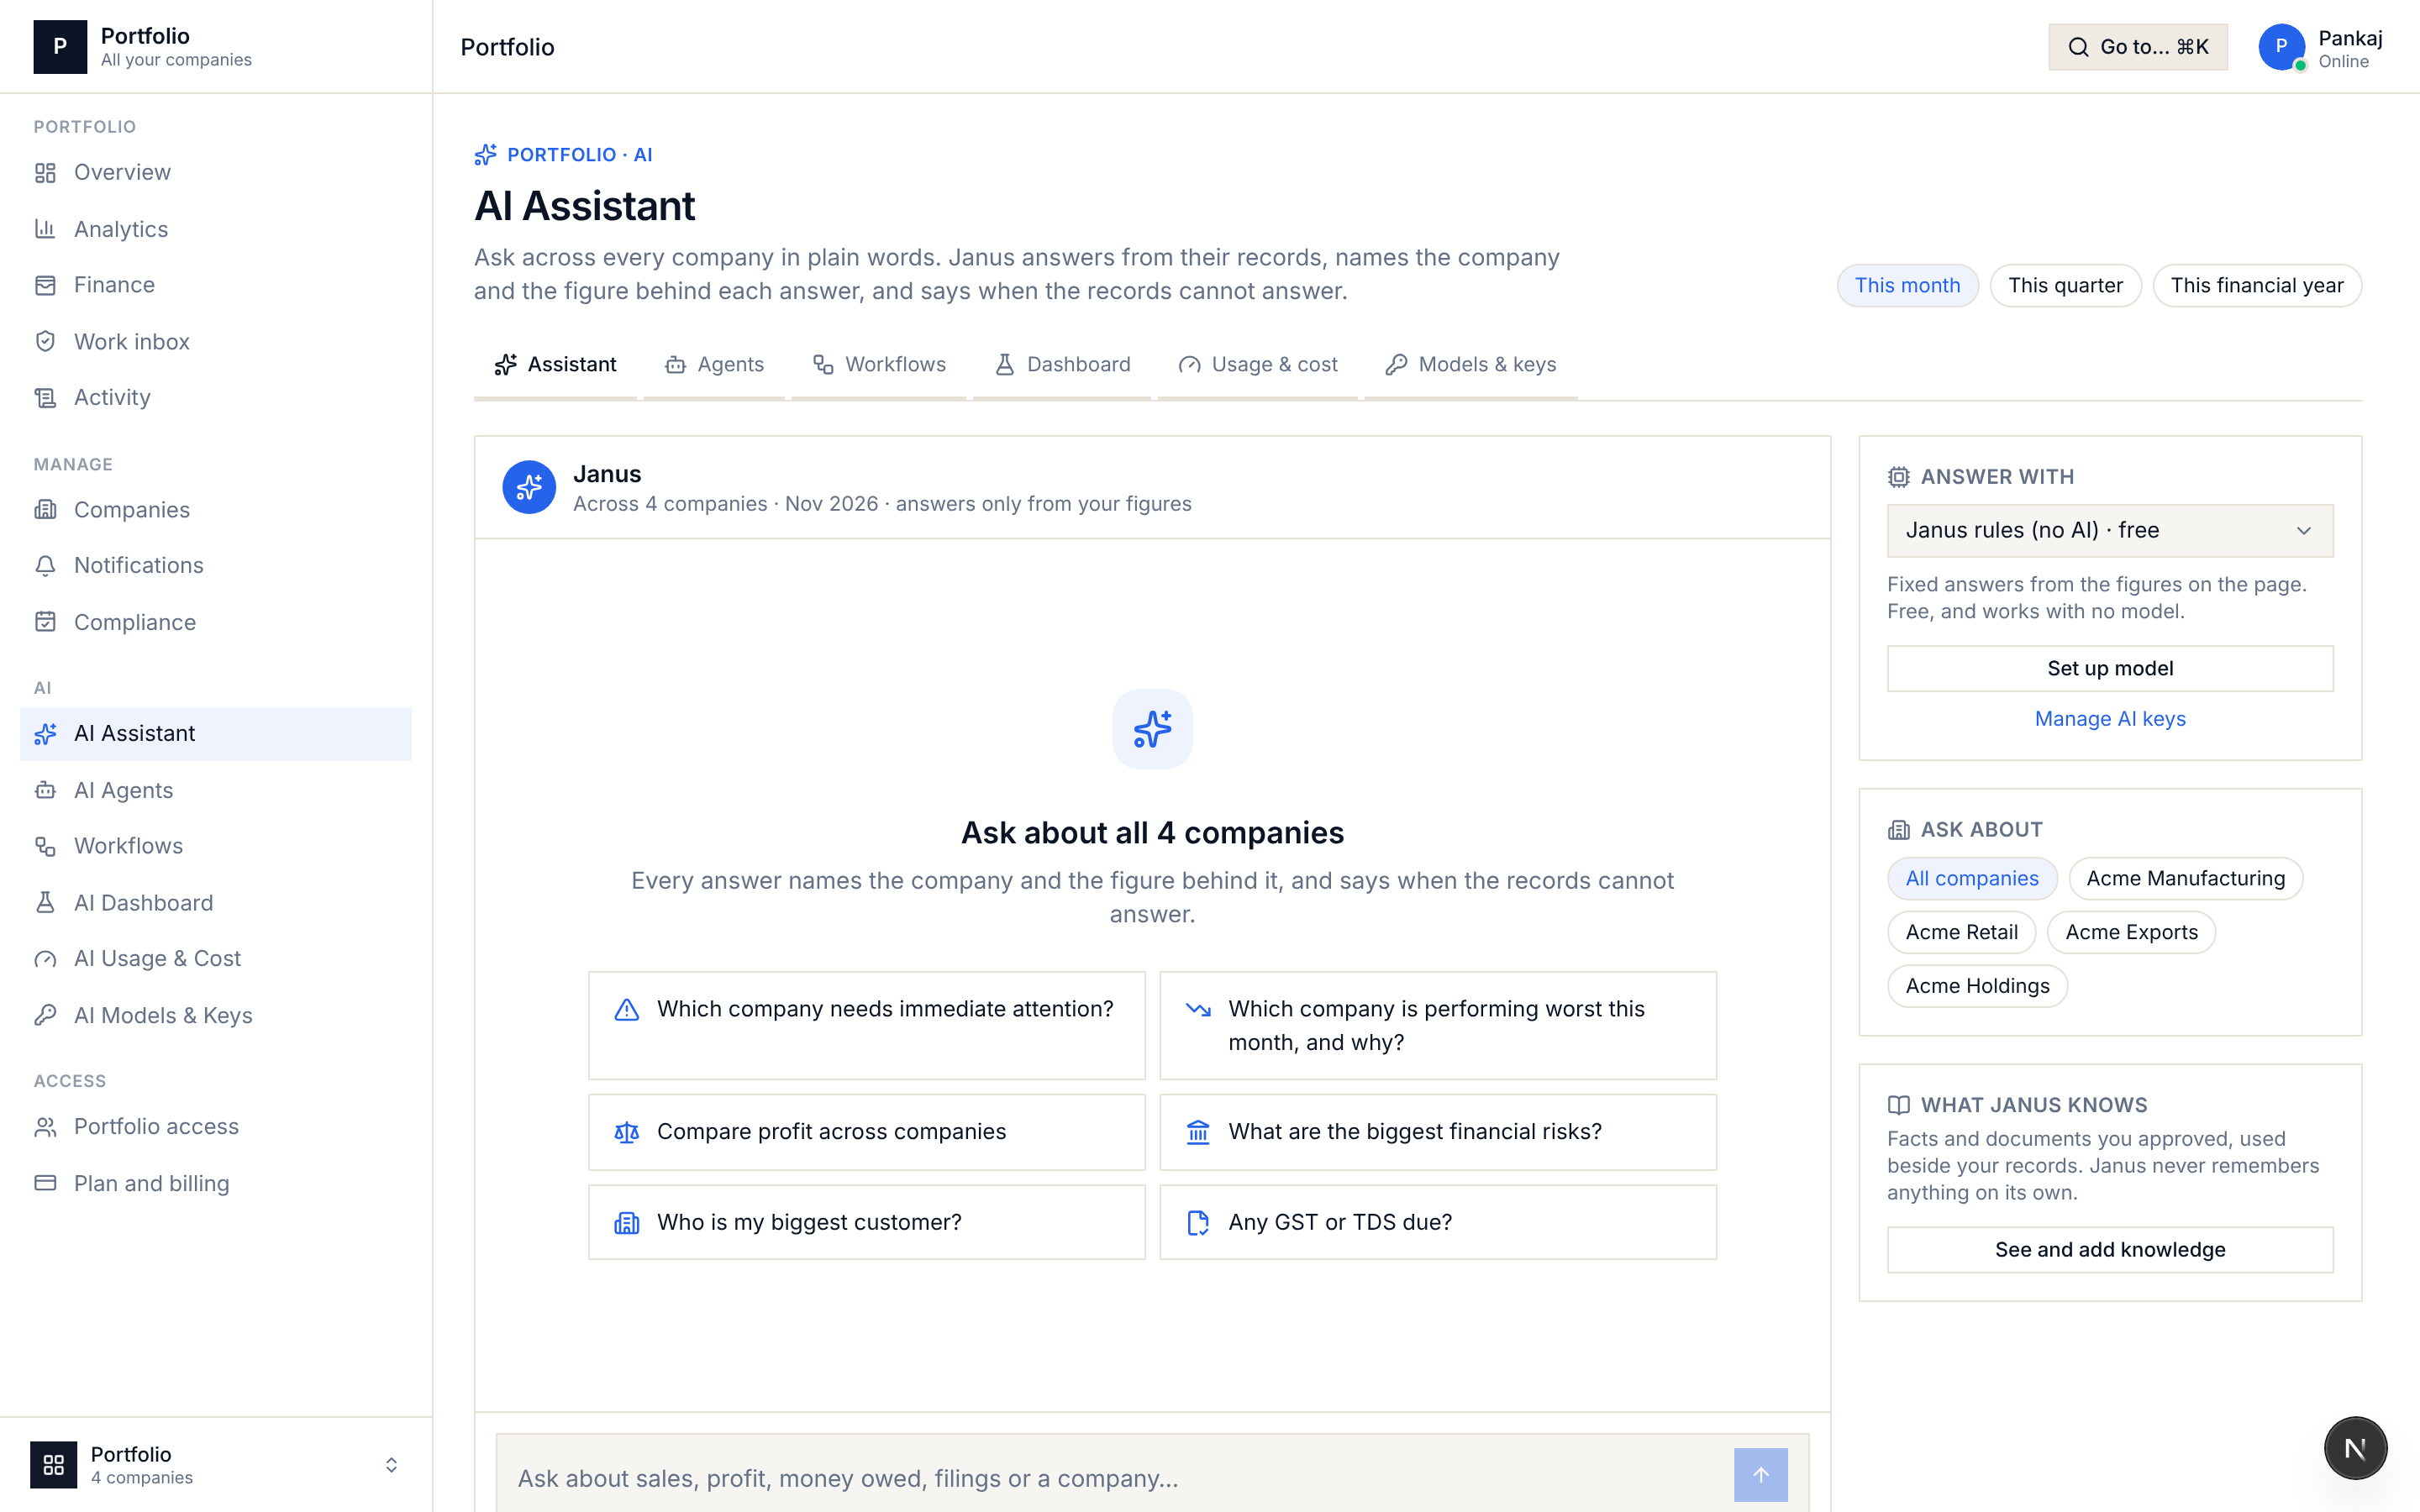 P
Portfolio
All your companies
Portfolio
Go to... ⌘K
P
Pankaj
Online
PORTFOLIO
Overview
Analytics
Finance
Work inbox
Activity
MANAGE
Companies
Notifications
Compliance
AI
AI Assistant
AI Agents
Workflows
AI Dashboard
AI Usage & Cost
AI Models & Keys
ACCESS
Portfolio access
Plan and billing
Portfolio
4 companies
PORTFOLIO · AI
AI Assistant
Ask across every company in plain words. Janus answers from their records, names the company
and the figure behind each answer, and says when the records cannot answer.
This month
This quarter
This financial year
Assistant
Agents
Workflows
Dashboard
Usage & cost
Models & keys
Janus
Across 4 companies · Nov 2026 · answers only from your figures
Ask about all 4 companies
Every answer names the company and the figure behind it, and says when the records cannot
answer.
Which company needs immediate attention?
Which company is performing worst this
month, and why?
Compare profit across companies
What are the biggest financial risks?
Who is my biggest customer?
Any GST or TDS due?
Ask about sales, profit, money owed, filings or a company...
ANSWER WITH
Janus rules (no AI) · free
Fixed answers from the figures on the page.
Free, and works with no model.
Set up model
Manage AI keys
ASK ABOUT
All companies
Acme Manufacturing
Acme Retail
Acme Exports
Acme Holdings
WHAT JANUS KNOWS
Facts and documents you approved, used
beside your records. Janus never remembers
anything on its own.
See and add knowledge
N